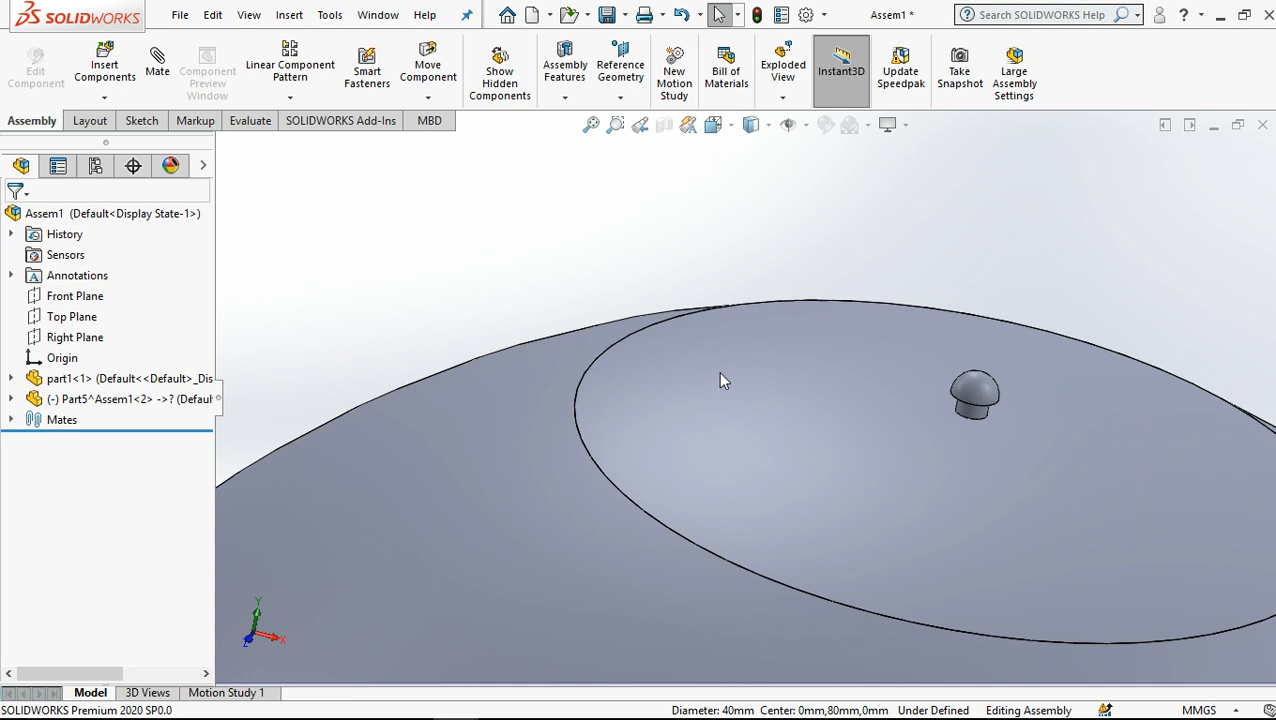 SOLIDWORKS File Edit View Insert Tools Window Help Assem1 * Search SOLIDWORKS Help ?
Edit Component
Insert Components
Mate
Component Preview Window
Linear Component Pattern
Smart Fasteners
Move Component
Show Hidden Components
Assembly Features
Reference Geometry
New Motion Study
Bill of Materials
Exploded View
Instant3D
Update Speedpak
Take Snapshot
Large Assembly Settings
Assembly Layout Sketch Markup Evaluate SOLIDWORKS Add-Ins MBD
Assem1 (Default<Display State-1>)
History
Sensors
Annotations
Front Plane
Top Plane
Right Plane
Origin
part1<1> (Default<<Default>_Dis
(-) Part5^Assem1<2> ->? (Defaul
Mates
Y
X
Z
Model 3D Views Motion Study 1
SOLIDWORKS Premium 2020 SP0.0 Diameter: 40mm Center: 0mm,80mm,0mm Under Defined Editing Assembly MMGS